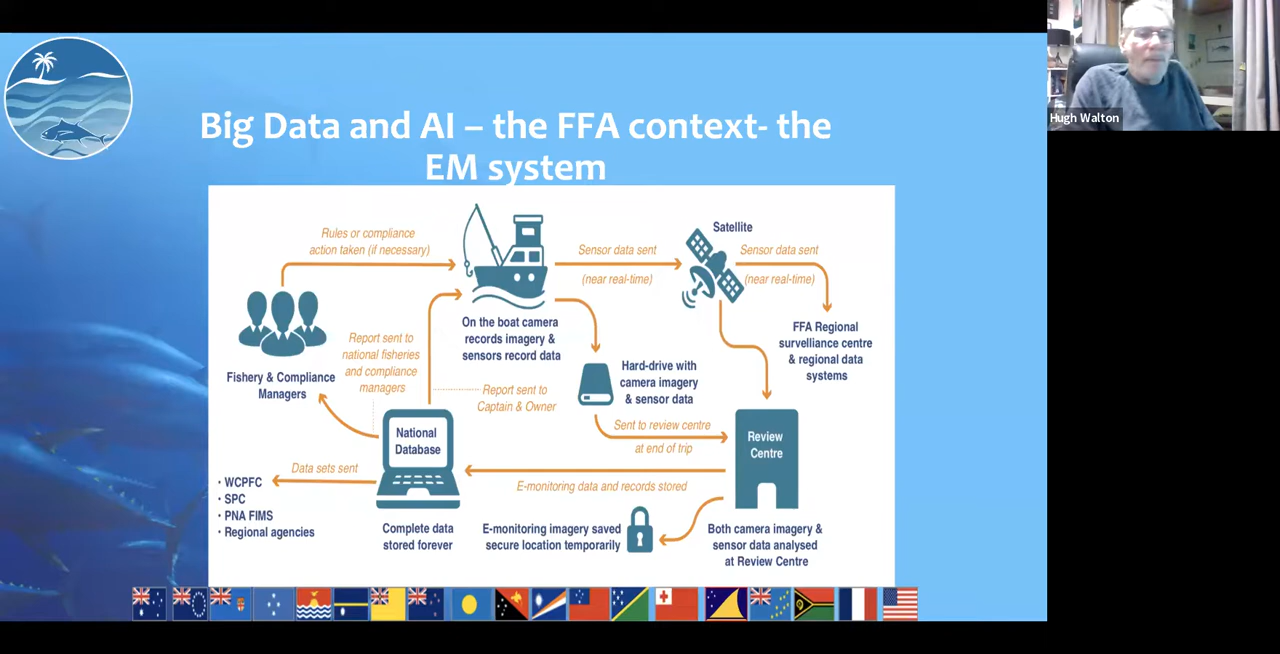 Big Data and AI – the FFA context- the
EM system
Hugh Walton
Rules or compliance
action taken (if necessary)
Sensor data sent
(near real-time)
Satellite
Sensor data sent
(near real-time)
On the boat camera
records imagery &
sensors record data
FFA Regional
survelliance centre
& regional data
systems
Report sent to
national fisheries
and compliance
managers
Fishery & Compliance
Managers
Hard-drive with
camera imagery
& sensor data
Report sent to
Captain & Owner
Sent to review centre
at end of trip
National
Database
Review
Centre
Data sets sent
• WCPFC
• SPC
• PNA FIMS
• Regional agencies
E-monitoring data and records stored
Complete data
stored forever
E-monitoring imagery saved
secure location temporarily
Both camera imagery &
sensor data analysed
at Review Centre